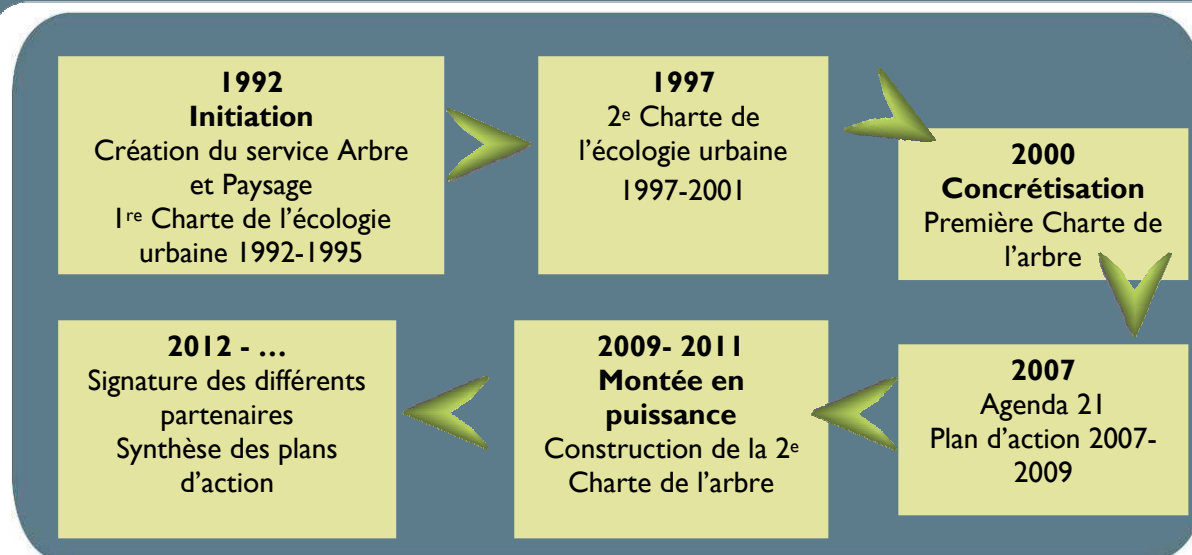 1992
Initiation
Création du service Arbre
et Paysage
1re Charte de l’écologie
urbaine 1992-1995
1997
2e Charte de
l’écologie urbaine
1997-2001
2000
Concrétisation
Première Charte de
l’arbre
2007
Agenda 21
Plan d’action 2007-
2009
2009- 2011
Montée en
puissance
Construction de la 2e
Charte de l’arbre
2012 - …
Signature des différents
partenaires
Synthèse des plans
d’action